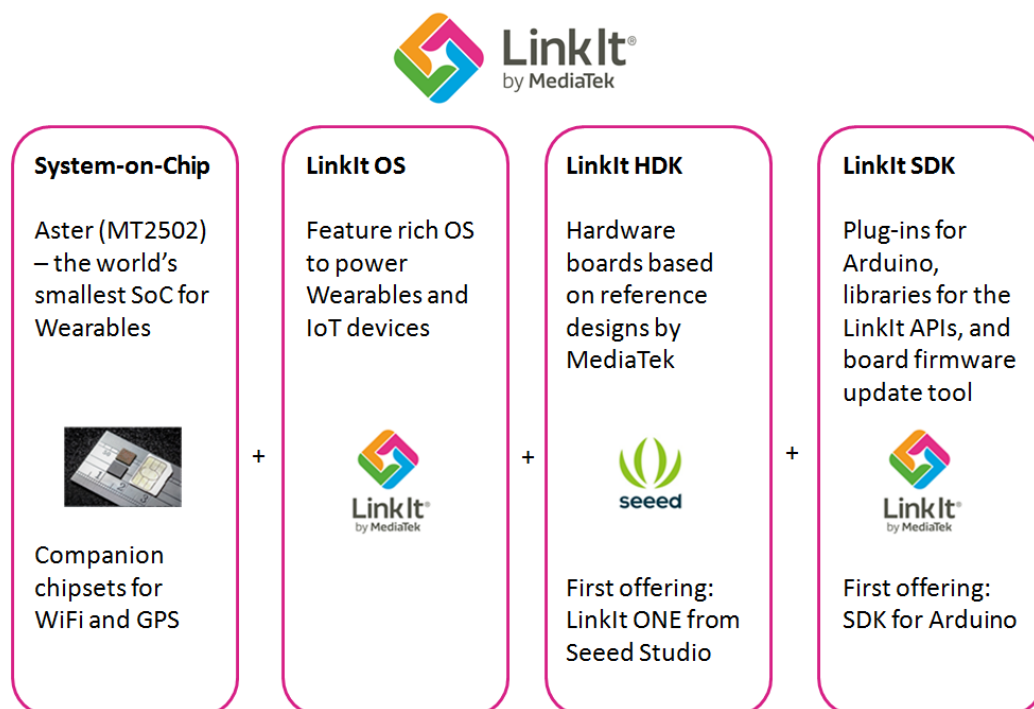 LinkIt®
by MediaTek
System-on-Chip
Aster (MT2502)
– the world's
smallest SoC for
Wearables
1 2 3
Companion
chipsets for
WiFi and GPS
+
LinkIt OS
Feature rich OS
to power
Wearables and
IoT devices
LinkIt®
by MediaTek
+
LinkIt HDK
Hardware
boards based
on reference
designs by
MediaTek
seeed
First offering:
LinkIt ONE from
Seeed Studio
+
LinkIt SDK
Plug-ins for
Arduino,
libraries for the
LinkIt APIs, and
board firmware
update tool
LinkIt®
by MediaTek
First offering:
SDK for Arduino